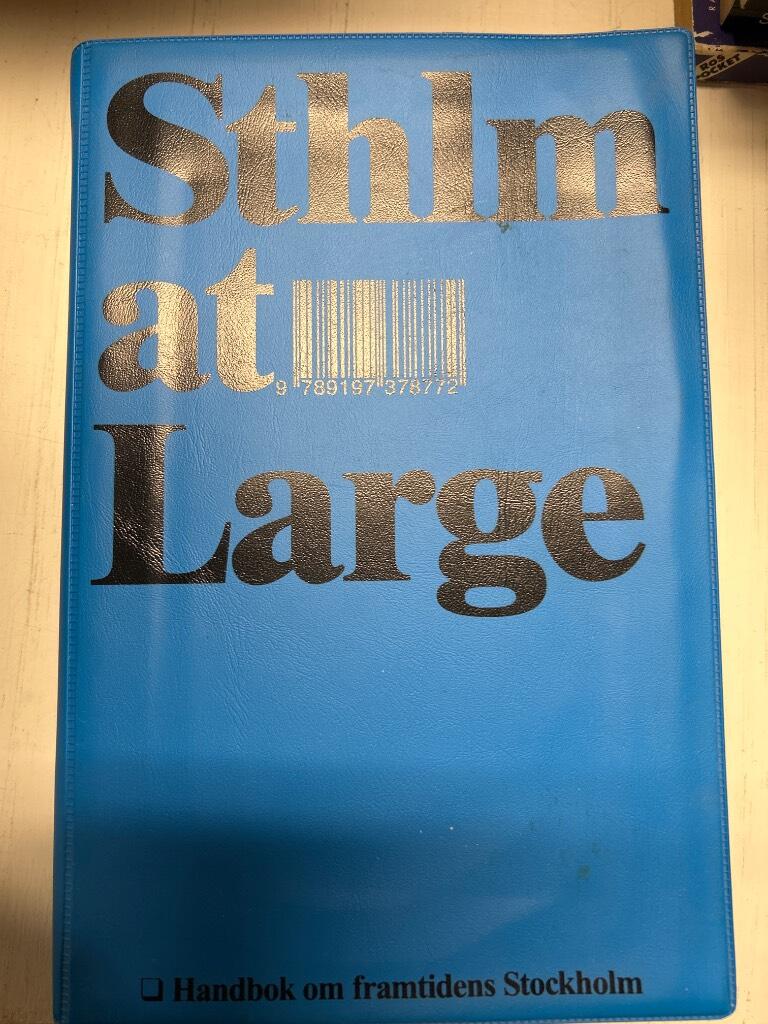 Sthlm
at
9 789197 378772
Large
❑ Handbok om framtidens Stockholm